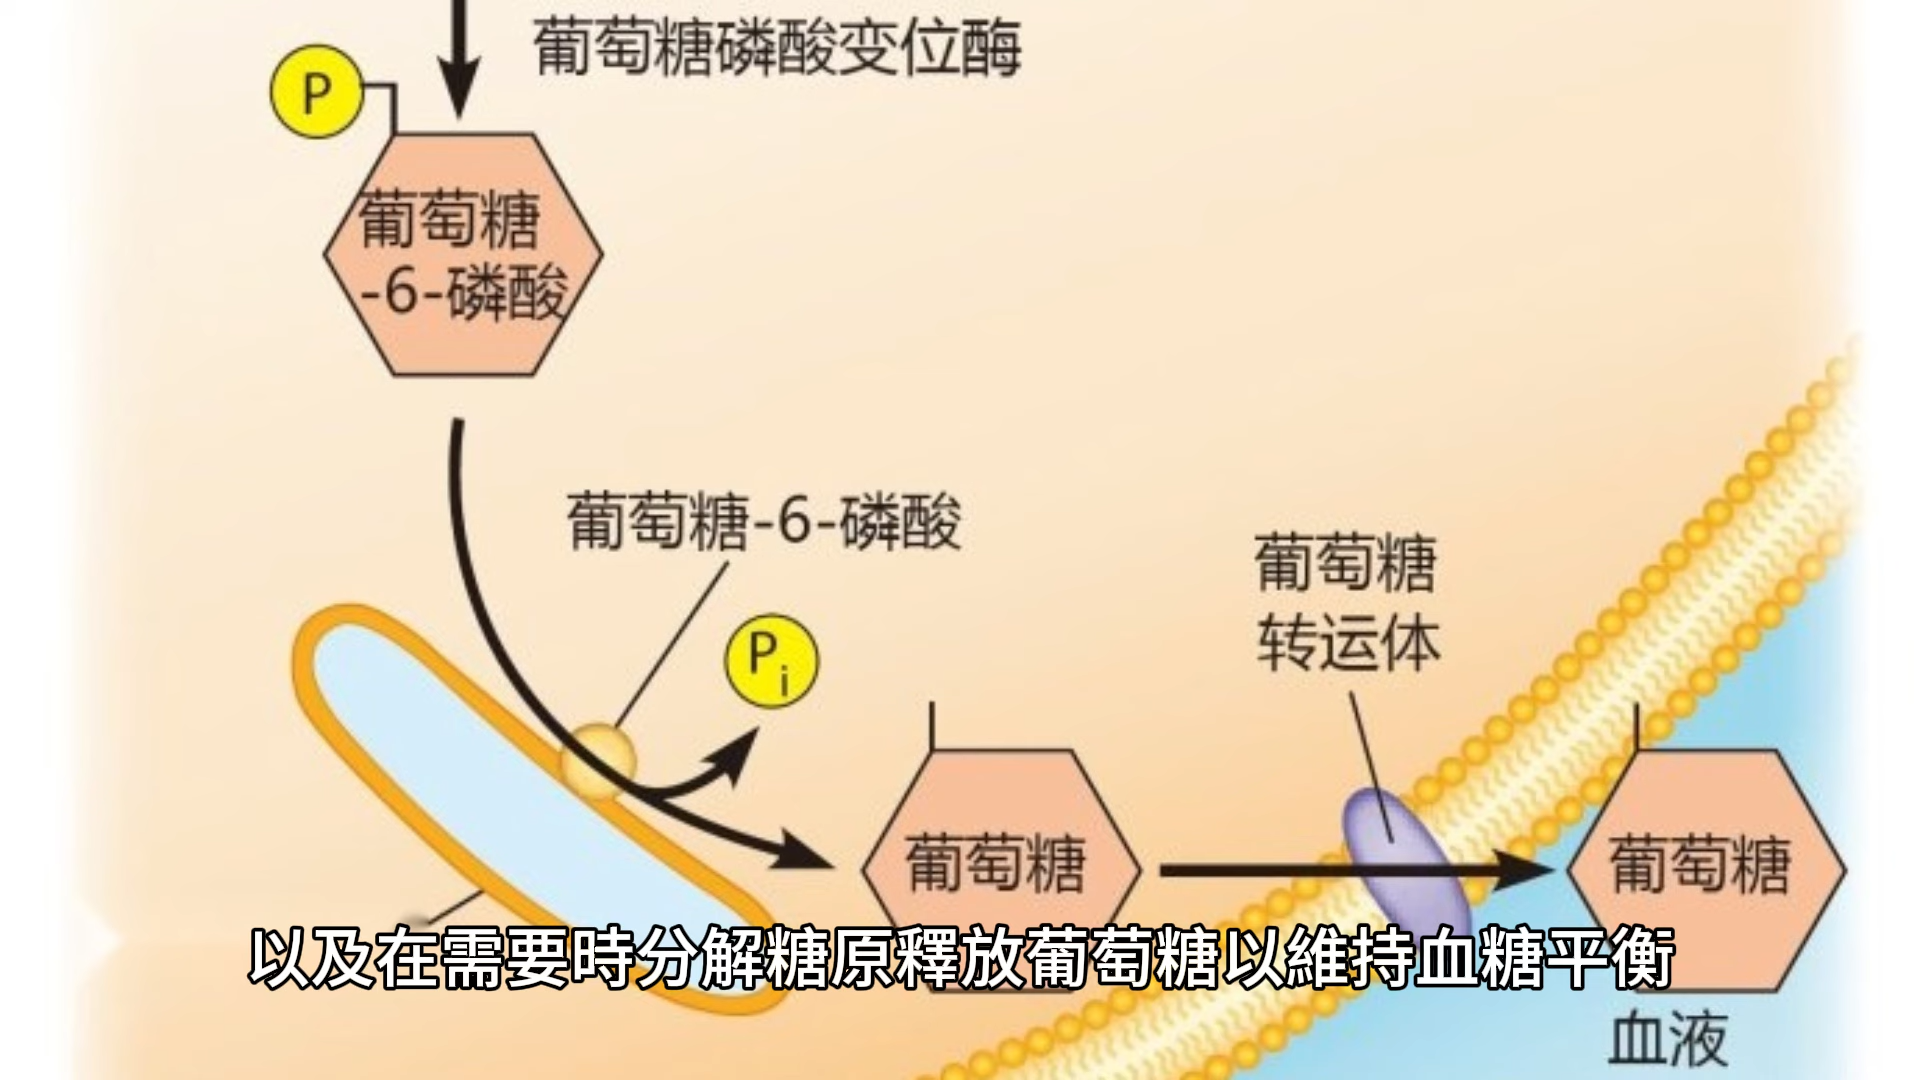 葡萄糖磷酸变位酶
P
葡萄糖
-6-磷酸
葡萄糖-6-磷酸
Pi
葡萄糖
转运体
葡萄糖
葡萄糖
以及在需要時分解糖原釋放葡萄糖以維持血糖平衡
血液